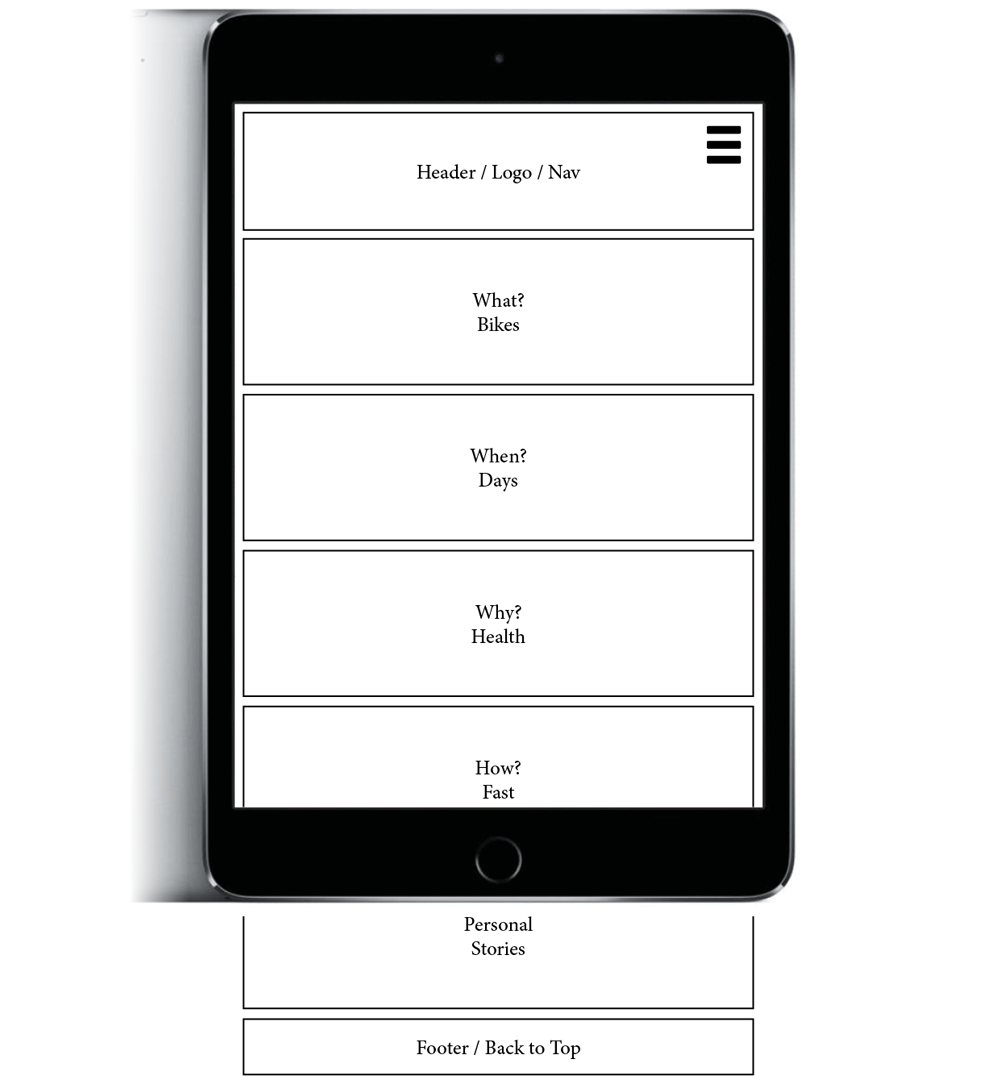 Header / Logo / Nav
What?
Bikes
When?
Days
Why?
Health
How?
Fast
Personal
Stories
Footer / Back to Top